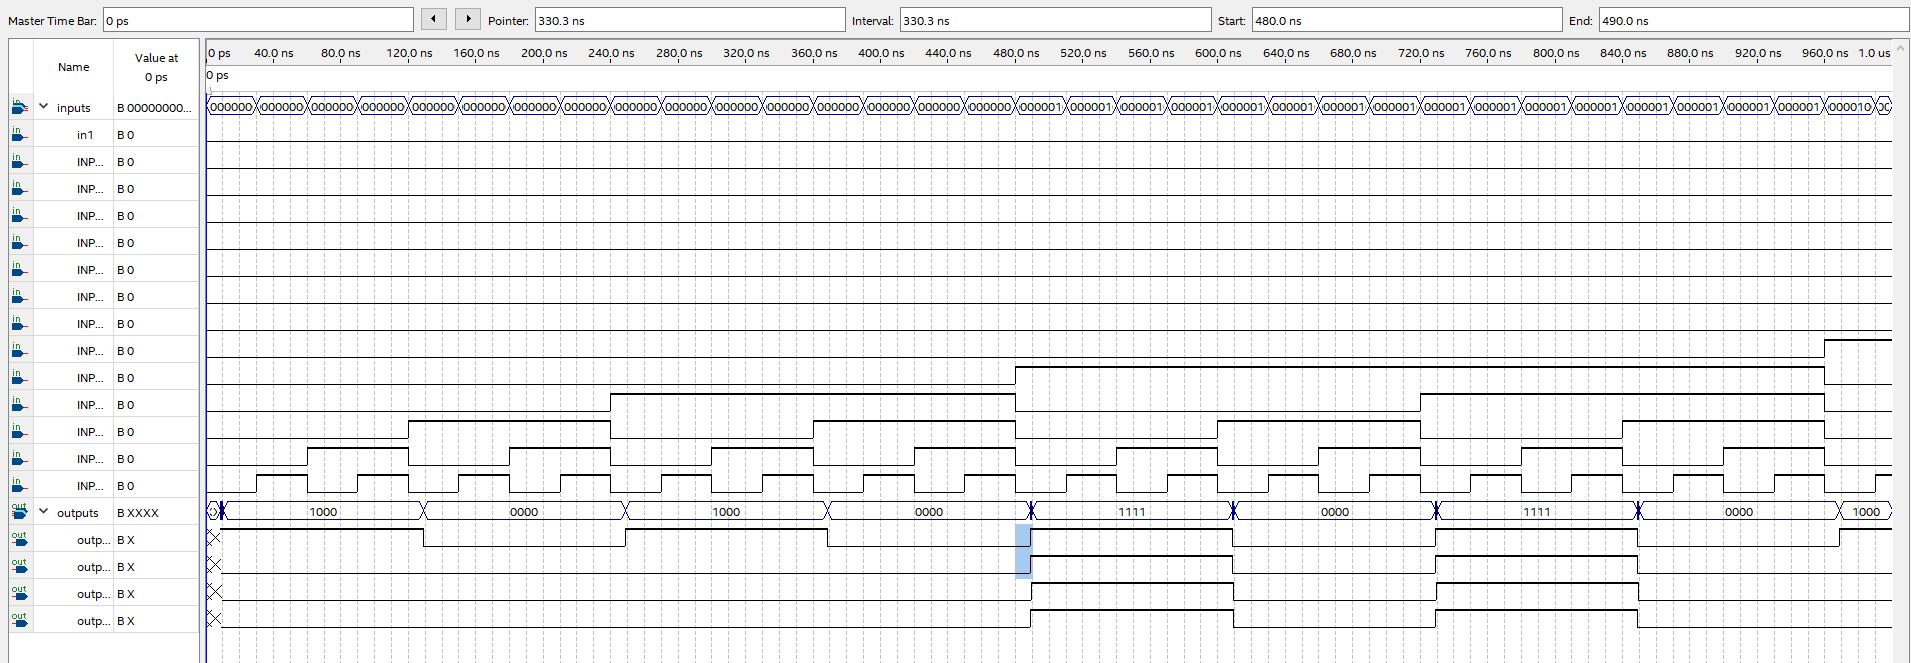 Master Time Bar: 0 ps Pointer: 330.3 ns Interval: 330.3 ns Start: 480.0 ns End: 490.0 ns
Name Value at 0 ps
0 ps 40.0 ns 80.0 ns 120.0 ns 160.0 ns 200.0 ns 240.0 ns 280.0 ns 320.0 ns 360.0 ns 400.0 ns 440.0 ns 480.0 ns 520.0 ns 560.0 ns 600.0 ns 640.0 ns 680.0 ns 720.0 ns 760.0 ns 800.0 ns 840.0 ns 880.0 ns 920.0 ns 960.0 ns 1.0 us
0 ps
in inputs B 00000000... 000000 000000 000000 000000 000000 000000 000000 000000 000000 000000 000000 000000 000000 000000 000000 000000 000001 000001 000001 000001 000001 000001 000001 000001 000001 000001 000001 000001 000001 000001 000001 000001 000010
in in1 B 0
in INP... B 0
in INP... B 0
in INP... B 0
in INP... B 0
in INP... B 0
in INP... B 0
in INP... B 0
in INP... B 0
in INP... B 0
in INP... B 0
in INP... B 0
in INP... B 0
in INP... B 0
out outputs B XXXX 1000 0000 1000 0000 1111 0000 1111 0000 1000
out outp... B X
out outp... B X
out outp... B X
out outp... B X